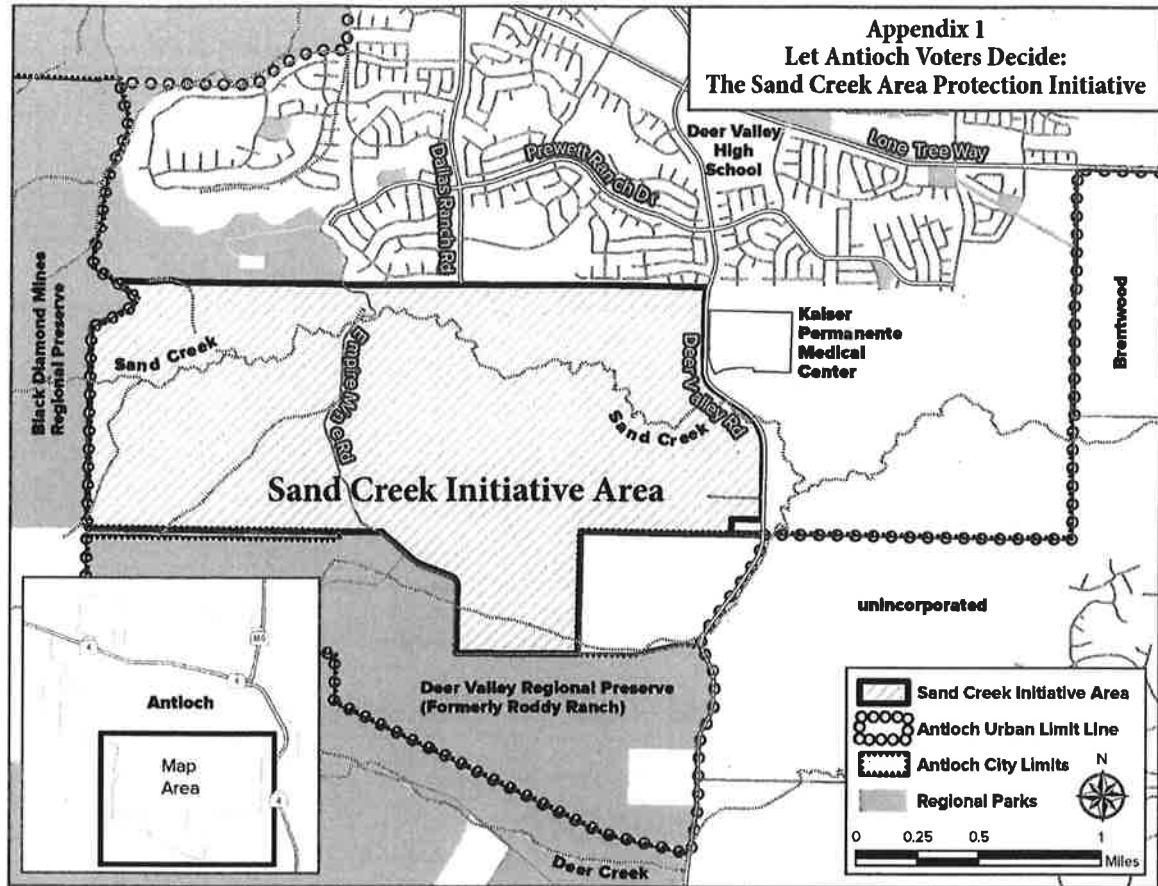 Appendix 1
Let Antioch Voters Decide:
The Sand Creek Area Protection Initiative
Deer Valley
High
School
Lone Tree Way
Prewett Ranch Dr
Dallas Ranch Rd
Black Diamond Mines
Regional Preserve
Sand Creek
Empire Mine Rd
Sand Creek
Deer Valley Rd
Kaiser
Permanente
Medical
Center
Brentwood
Sand Creek Initiative Area
unincorporated
Deer Valley Regional Preserve
(Formerly Roddy Ranch)
Deer Creek
4
4
4
Antioch
Map
Area
Sand Creek Initiative Area
Antioch Urban Limit Line
Antioch City Limits
Regional Parks
N
0 0.25 0.5 1
Miles